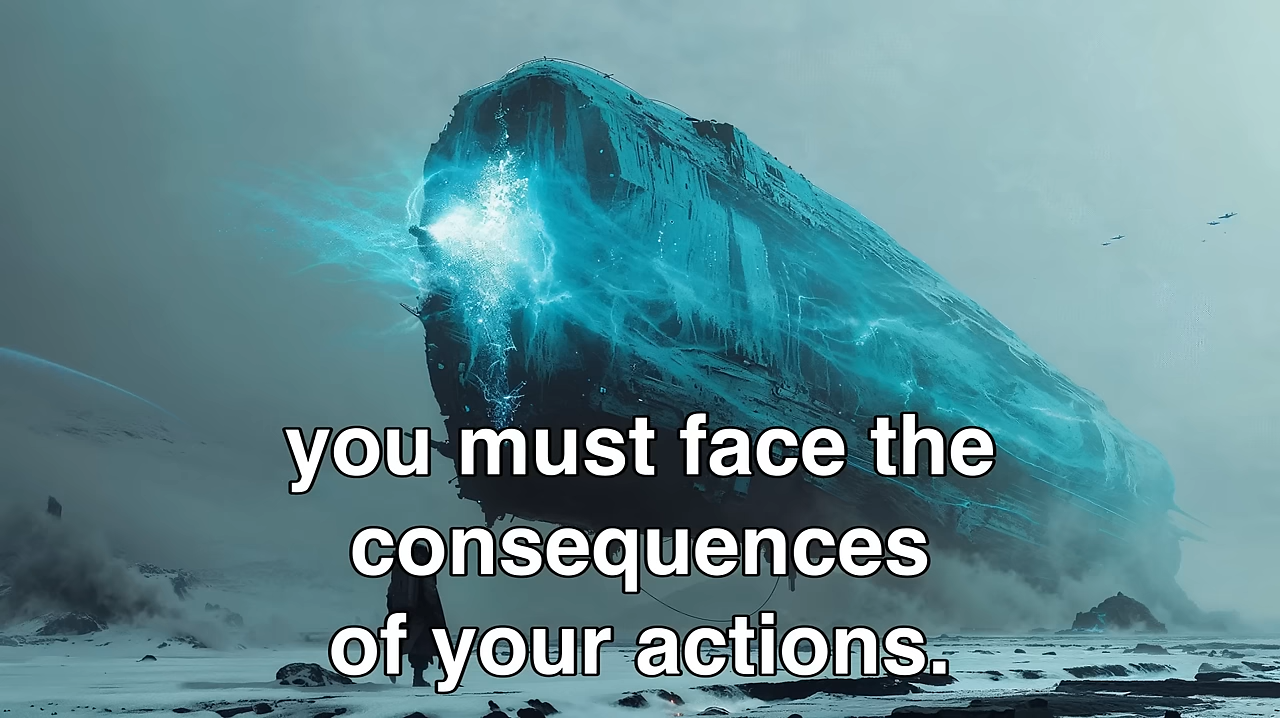 you must face the
consequences
of your actions.